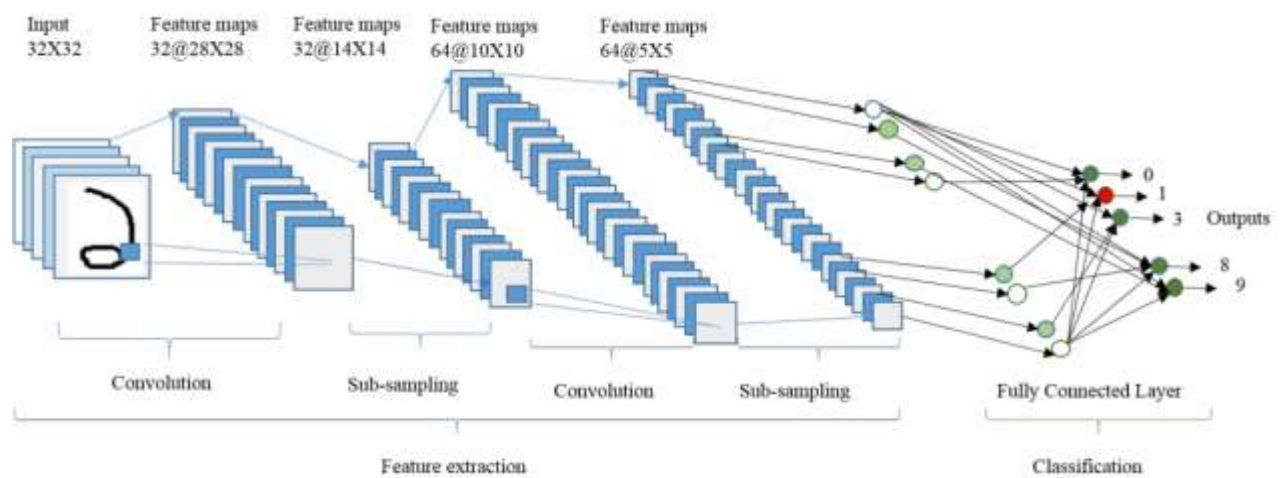 Input
32X32
Feature maps
32@28X28
Feature maps
32@14X14
Feature maps
64@10X10
Feature maps
64@5X5
0
1
3
Outputs
8
9
Convolution
Sub-sampling
Convolution
Sub-sampling
Fully Connected Layer
Feature extraction
Classification